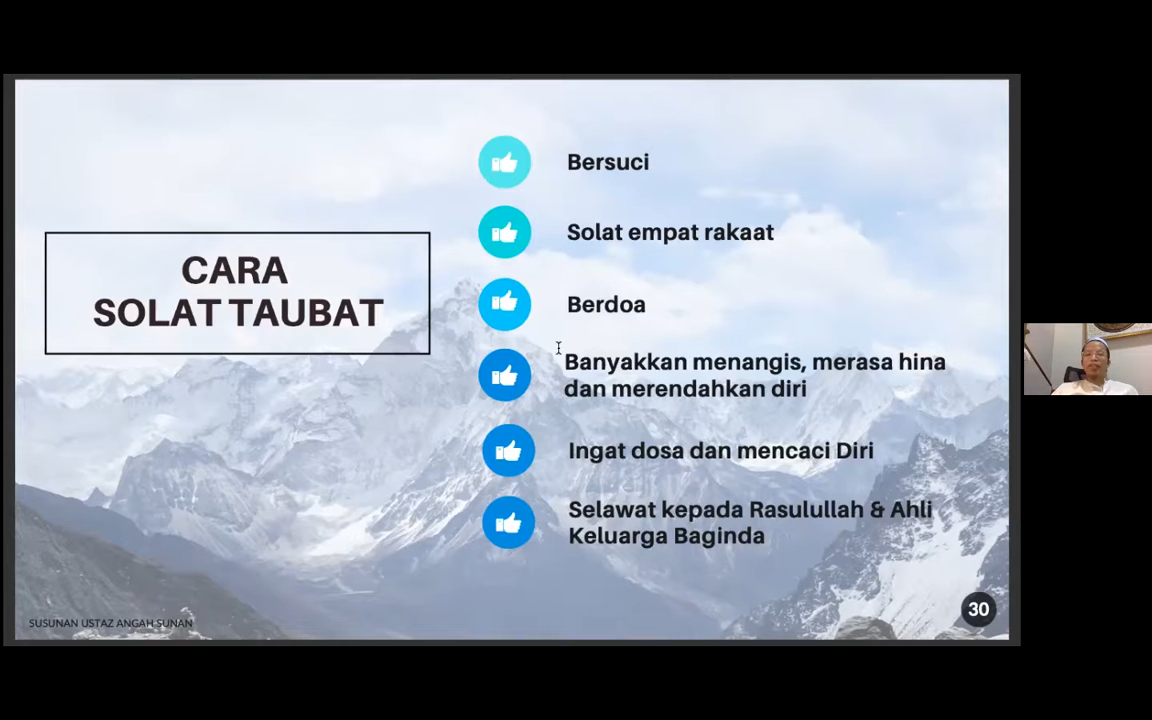 CARA
SOLAT TAUBAT
Bersuci
Solat empat rakaat
Berdoa
Banyakkan menangis, merasa hina
dan merendahkan diri
Ingat dosa dan mencaci Diri
Selawat kepada Rasulullah & Ahli
Keluarga Baginda
SUSUNAN USTAZ ANGAH SUNAN
30